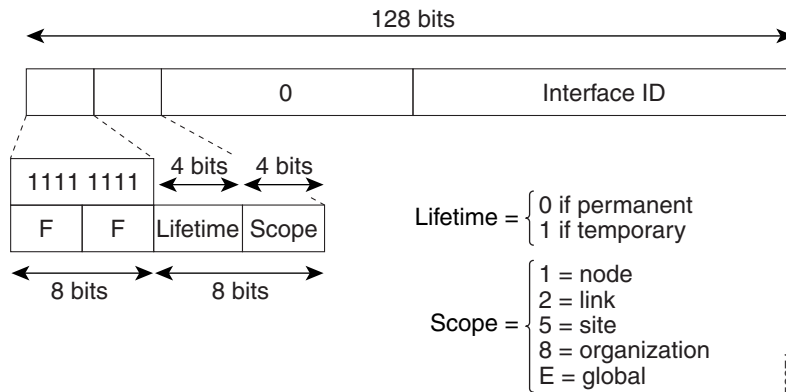 128 bits
0 Interface ID
4 bits 4 bits
1111 1111
F F Lifetime Scope
8 bits 8 bits
Lifetime = { 0 if permanent
1 if temporary
Scope = { 1 = node
2 = link
5 = site
8 = organization
E = global